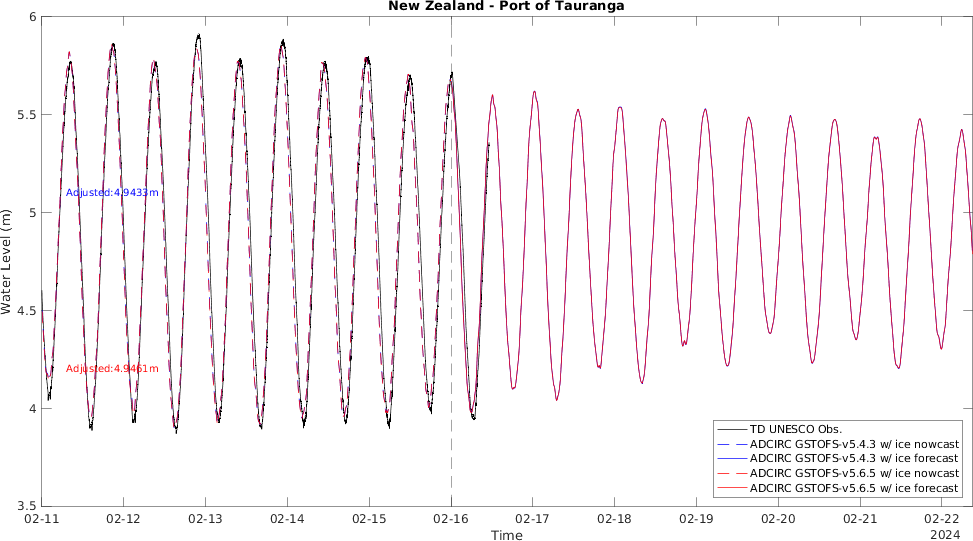 New Zealand - Port of Tauranga
Water Level (m)
6
5.5
5
4.5
4
3.5
Adjusted:4.9433m
Adjusted:4.9461m
TD UNESCO Obs.
ADCIRC GSTOFS-v5.4.3 w/ ice nowcast
ADCIRC GSTOFS-v5.4.3 w/ ice forecast
ADCIRC GSTOFS-v5.6.5 w/ ice nowcast
ADCIRC GSTOFS-v5.6.5 w/ ice forecast
02-11 02-12 02-13 02-14 02-15 02-16 02-17 02-18 02-19 02-20 02-21 02-22
Time
2024